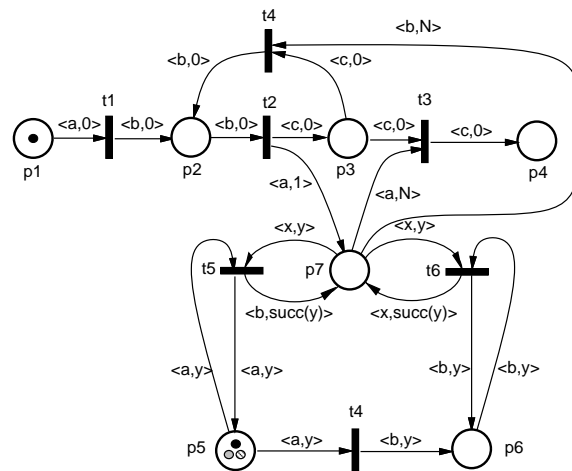 t4
<b,N>
<b,0>
<c,0>
t1
t2
t3
<a,0>
<b,0>
<b,0>
<c,0>
<c,0>
<c,0>
p1
p2
p3
p4
<a,1>
<a,N>
<x,y>
<x,y>
t5
p7
t6
<b,succ(y)>
<x,succ(y)>
<a,y>
<a,y>
<b,y>
<b,y>
t4
p5
<a,y>
<b,y>
p6